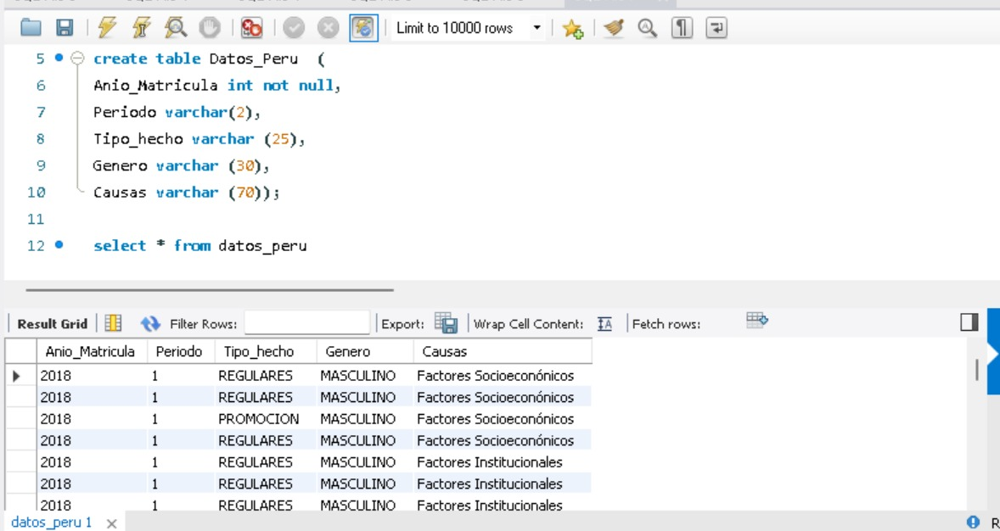 Limit to 10000 rows
5 create table Datos_Peru (
6 Anio_Matricula int not null,
7 Periodo varchar(2),
8 Tipo_hecho varchar (25),
9 Genero varchar (30),
10 Causas varchar (70));
11
12 select * from datos_peru
Result Grid Filter Rows: Export: Wrap Cell Content: IA Fetch rows:
Anio_Matricula Periodo Tipo_hecho Genero Causas
2018 1 REGULARES MASCULINO Factores Socioeconónicos
2018 1 REGULARES MASCULINO Factores Socioeconónicos
2018 1 PROMOCION MASCULINO Factores Socioeconónicos
2018 1 REGULARES MASCULINO Factores Socioeconónicos
2018 1 REGULARES MASCULINO Factores Institucionales
2018 1 REGULARES MASCULINO Factores Institucionales
2018 1 REGULARES MASCULINO Factores Institucionales
datos_peru 1 R